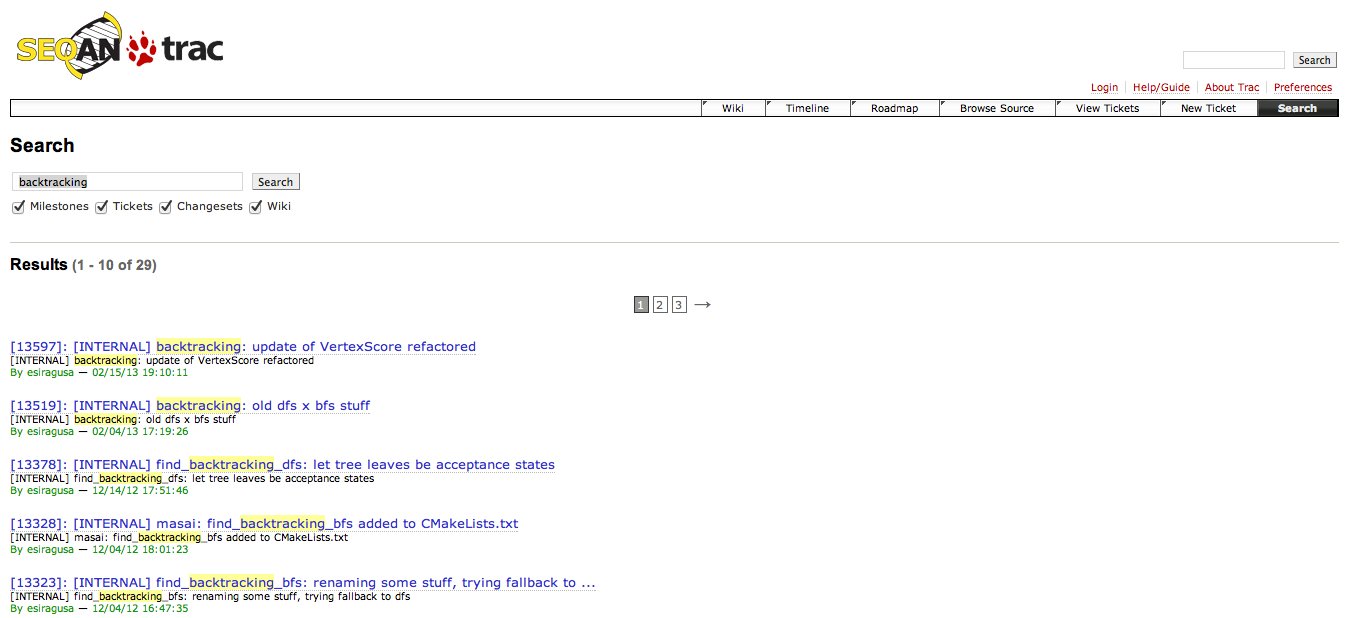 SEQAN trac
Search
Login Help/Guide About Trac Preferences
Wiki Timeline Roadmap Browse Source View Tickets New Ticket Search
Search
backtracking Search
Milestones Tickets Changesets Wiki
Results (1 - 10 of 29)
1 2 3 →
[13597]: [INTERNAL] backtracking: update of VertexScore refactored
[INTERNAL] backtracking: update of VertexScore refactored
By esiragusa — 02/15/13 19:10:11
[13519]: [INTERNAL] backtracking: old dfs x bfs stuff
[INTERNAL] backtracking: old dfs x bfs stuff
By esiragusa — 02/04/13 17:19:26
[13378]: [INTERNAL] find_backtracking_dfs: let tree leaves be acceptance states
[INTERNAL] find_backtracking_dfs: let tree leaves be acceptance states
By esiragusa — 12/14/12 17:51:46
[13328]: [INTERNAL] masai: find_backtracking_bfs added to CMakeLists.txt
[INTERNAL] masai: find_backtracking_bfs added to CMakeLists.txt
By esiragusa — 12/04/12 18:01:23
[13323]: [INTERNAL] find_backtracking_bfs: renaming some stuff, trying fallback to ...
[INTERNAL] find_backtracking_bfs: renaming some stuff, trying fallback to dfs
By esiragusa — 12/04/12 16:47:35